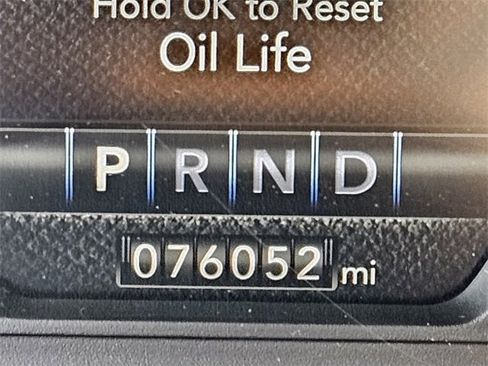 Hold OK to Reset
Oil Life
P R N D
076052 mi